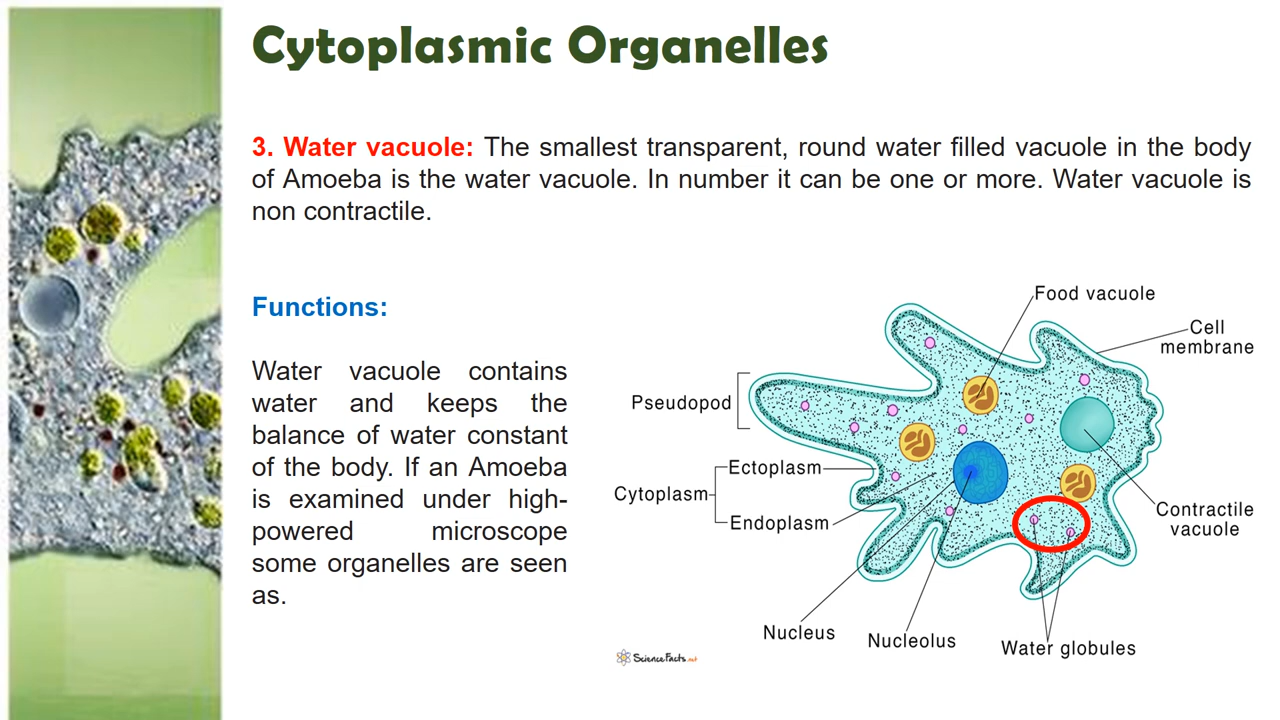 Cytoplasmic Organelles
3. Water vacuole: The smallest transparent, round water filled vacuole in the body
of Amoeba is the water vacuole. In number it can be one or more. Water vacuole is
non contractile.
Functions:
Water vacuole contains
water and keeps the
balance of water constant
of the body. If an Amoeba
is examined under high-
powered microscope
some organelles are seen
as.
Food vacuole
Cell
membrane
Pseudopod
Ectoplasm
Cytoplasm
Endoplasm
Contractile
vacuole
Nucleus
Nucleolus
Water globules
ScienceFacts.net